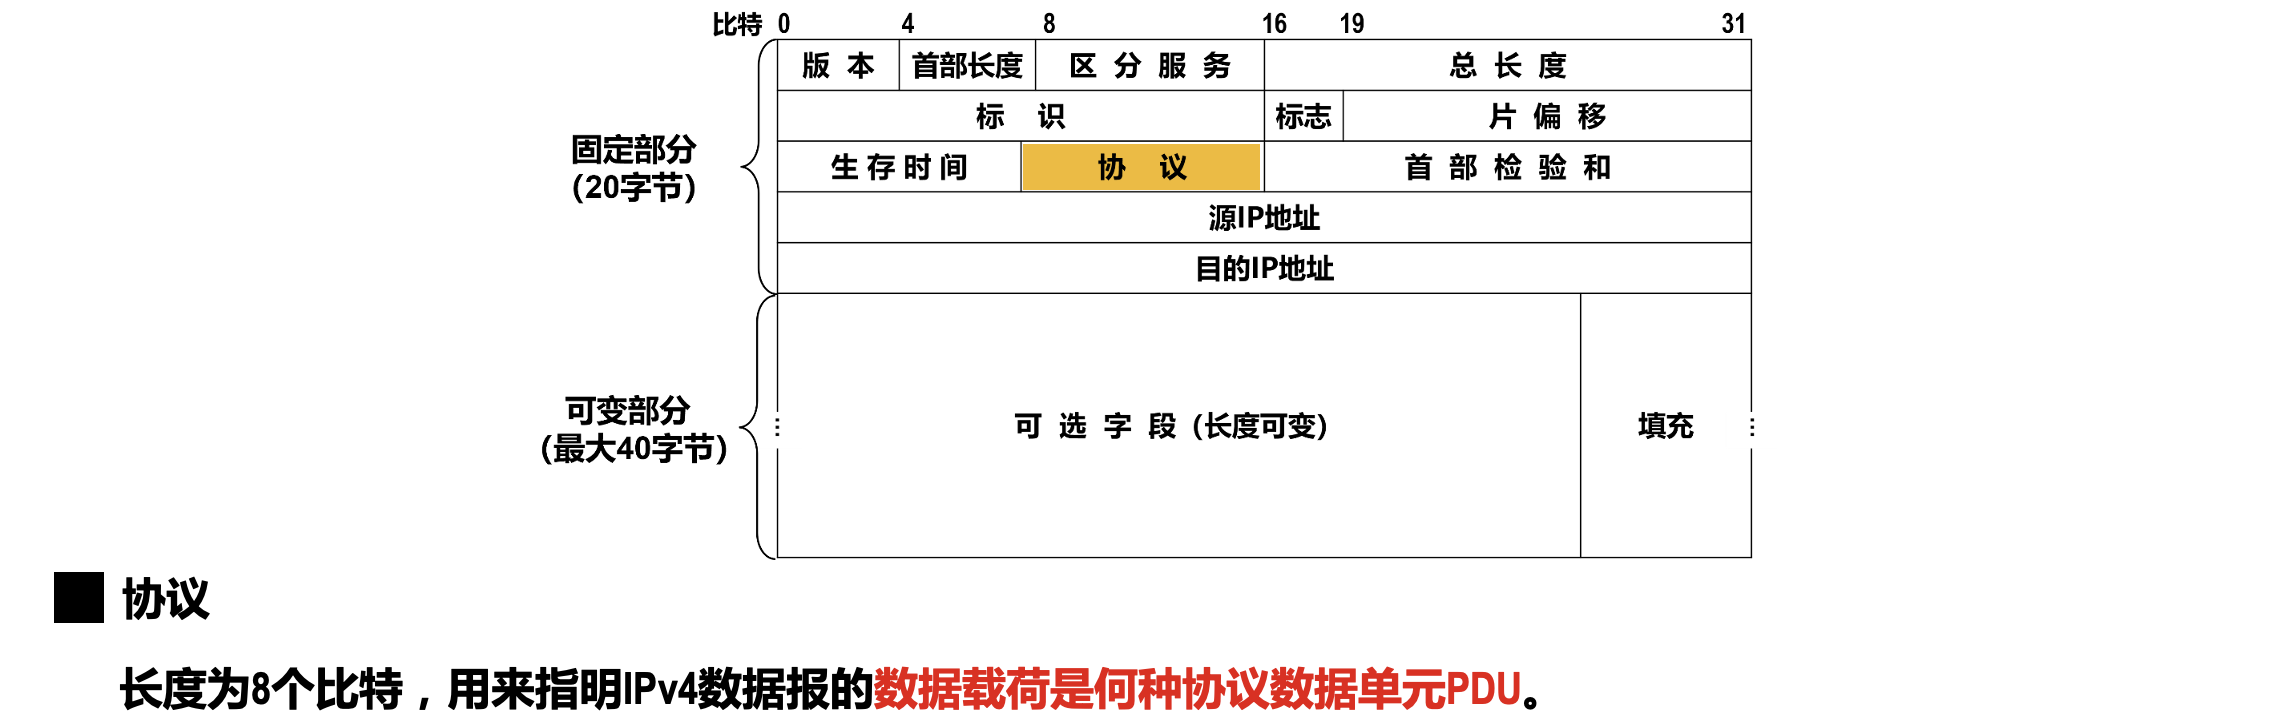 比特 0 4 8 16 19 31
版 本 首部长度 区 分 服 务 总 长 度
标 识 标志 片 偏 移
固定部分
(20字节)
生 存 时 间 协 议 首 部 检 验 和
源IP地址
目的IP地址
可变部分
(最大40字节)
可 选 字 段 (长度可变) 填充
协议
长度为8个比特，用来指明IPv4数据报的数据载荷是何种协议数据单元PDU。